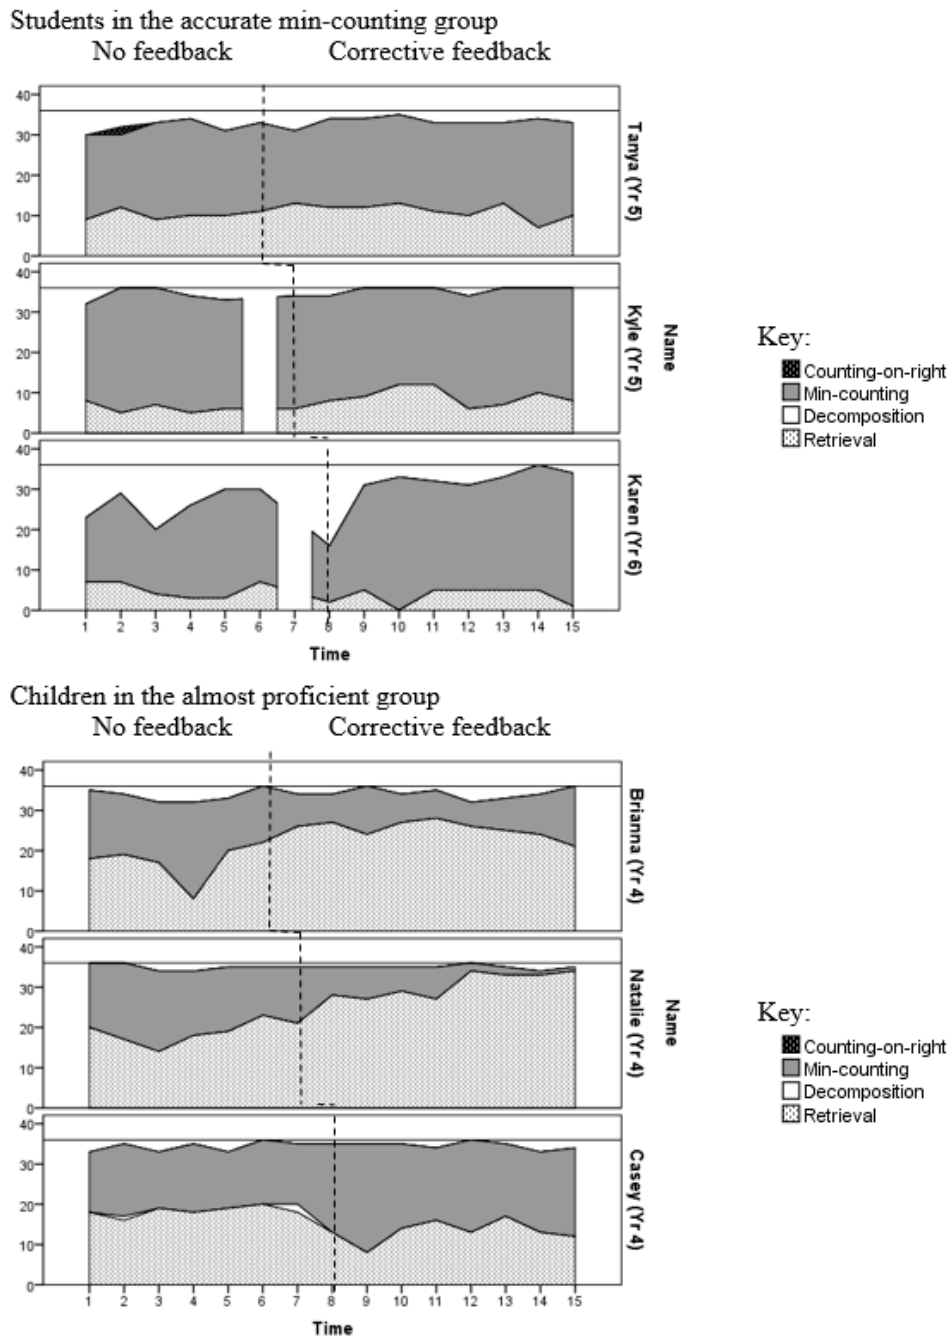 Students in the accurate min-counting group
No feedback Corrective feedback
40
30
20
10
0
Tanya (Yr 5)
40
30
20
10
0
Kyle (Yr 5)
Name
40
30
20
10
0
Karen (Yr 6)
1 2 3 4 5 6 7 8 9 10 11 12 13 14 15
Time
Key:
Counting-on-right
Min-counting
Decomposition
Retrieval
Children in the almost proficient group
No feedback Corrective feedback
40
30
20
10
0
Brianna (Yr 4)
40
30
20
10
0
Natalie (Yr 4)
Name
40
30
20
10
0
Casey (Yr 4)
1 2 3 4 5 6 7 8 9 10 11 12 13 14 15
Time
Key:
Counting-on-right
Min-counting
Decomposition
Retrieval